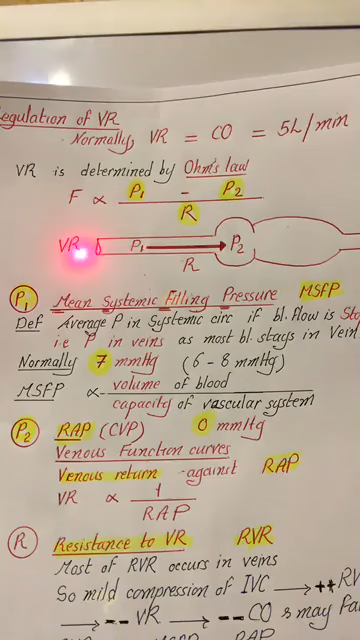 Regulation of VR
Normally, VR = CO = 5L/min
VR is determined by Ohm's law
F ∝ P1 - P2 / R
VR P1 → P2
R
P1 Mean Systemic Filling Pressure MSFP
Def Average P in Systemic circ if bl. flow is
i.e P in veins as most bl. stays in Vein
Normally 7 mmHg (6 - 8 mmHg)
MSFP ∝ volume of blood / capacity of vascular system
P2 RAP (CVP) 0 mmHg
Venous Function curves
Venous return against RAP
VR ∝ 1 / RAP
R Resistance to VR RVR
Most of RVR occurs in veins
So mild compression of IVC → ++ RV
→ -- VR → -- CO & may